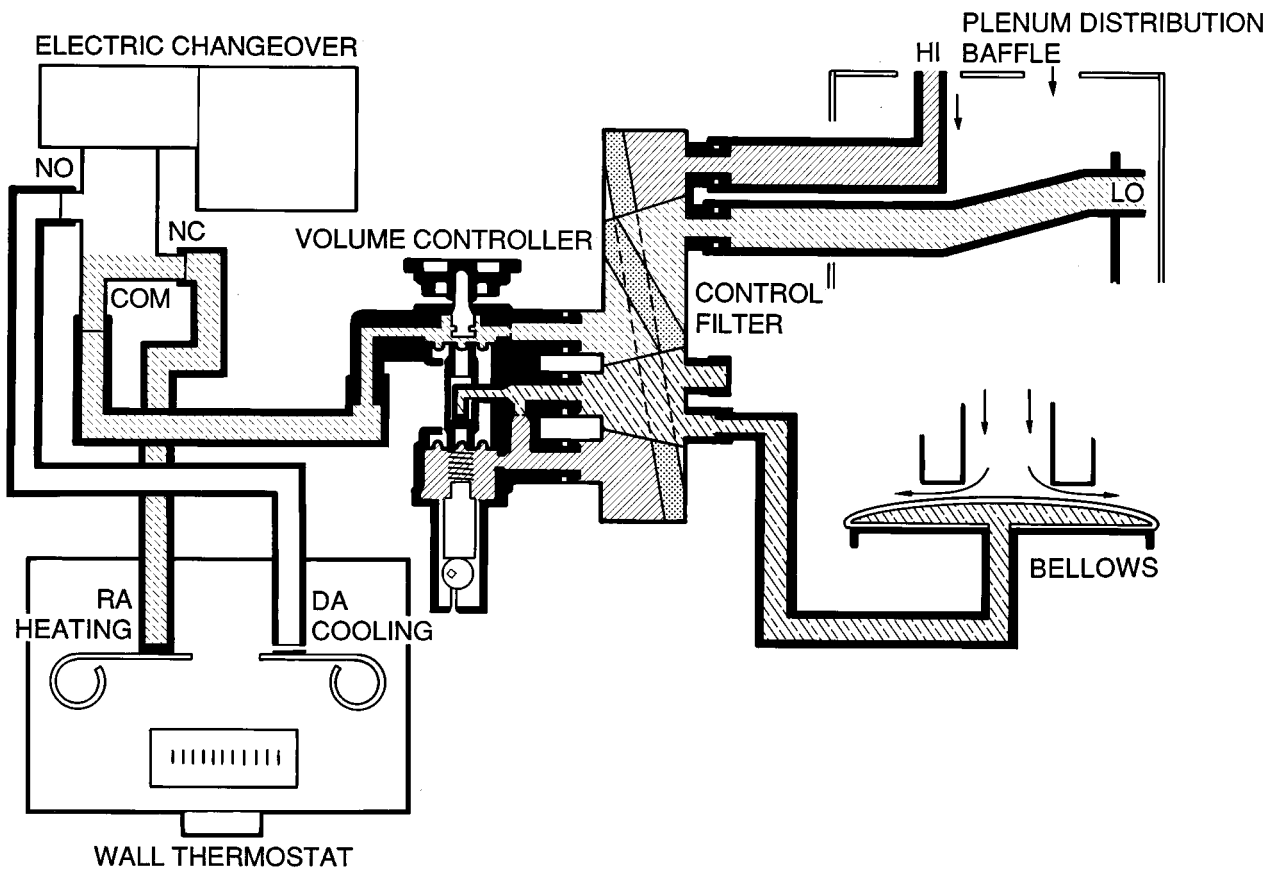 PLENUM DISTRIBUTION
BAFFLE
HI
ELECTRIC CHANGEOVER
NO
NC
LO
VOLUME CONTROLLER
COM
CONTROL
FILTER
BELLOWS
RA
HEATING
DA
COOLING
WALL THERMOSTAT